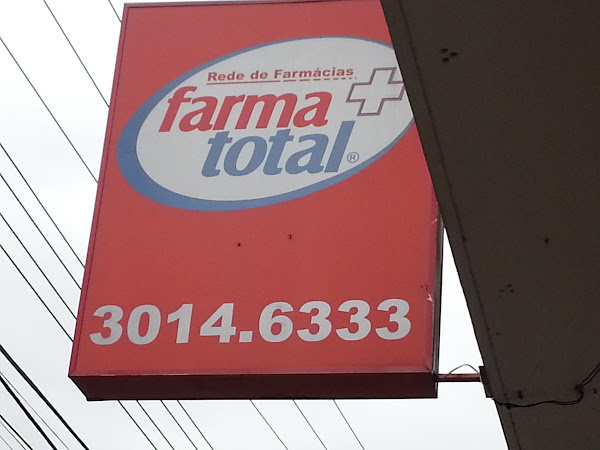 Rede de Farmácias
farma
total®
3014.6333